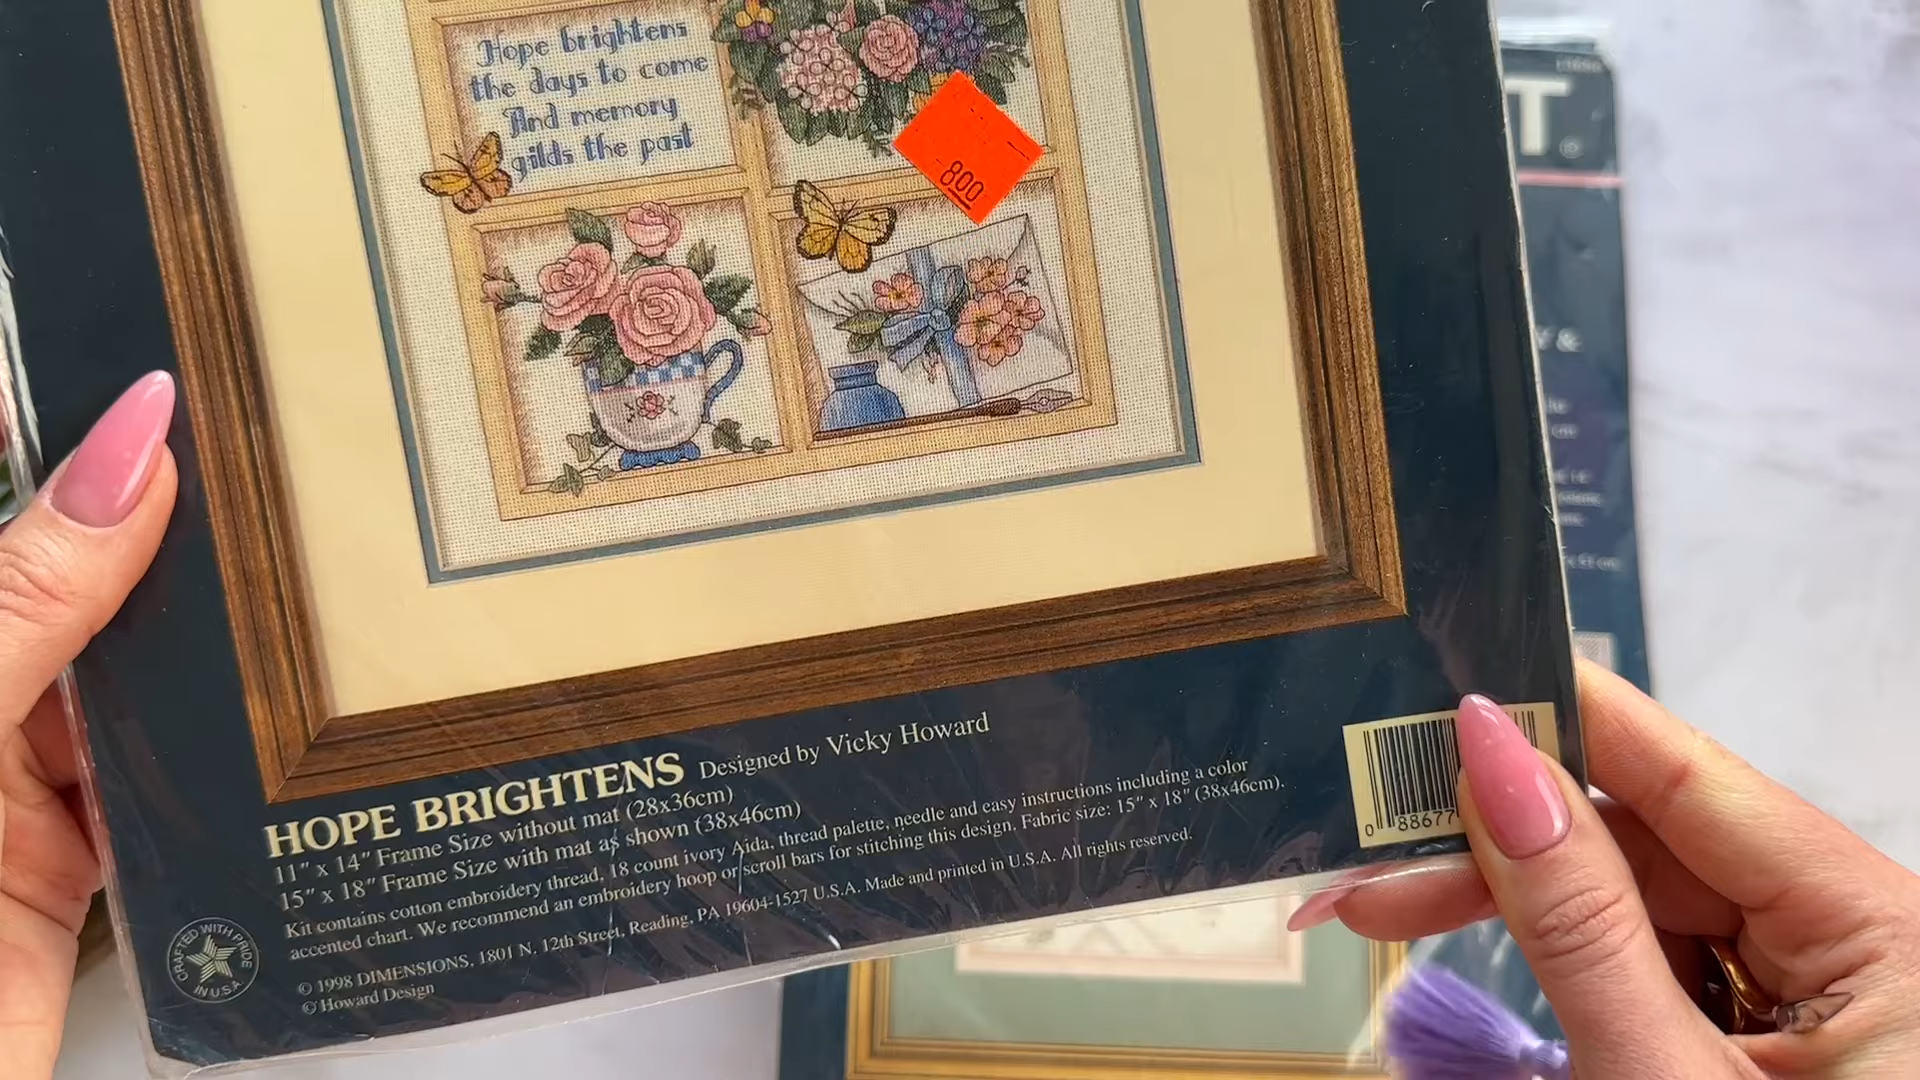 Hope brightens
the days to come
And memory
gilds the past
8.00
T
&
HOPE BRIGHTENS Designed by Vicky Howard
11" x 14" Frame Size without mat (28x36cm)
15" x 18" Frame Size with mat as shown (38x46cm)
Kit contains cotton embroidery thread, 18 count ivory Aida, thread palette, needle and easy instructions including a color
accented chart. We recommend an embroidery hoop or scroll bars for stitching this design. Fabric size: 15" x 18" (38x46cm).
© 1998 DIMENSIONS, 1801 N. 12th Street, Reading, PA 19604-1527 U.S.A. Made and printed in U.S.A. All rights reserved.
© Howard Design
CRAFTED WITH PRIDE
IN U.S.A.
0 88677